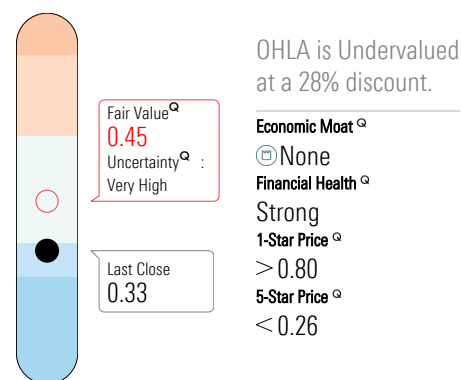 OHLA is Undervalued
at a 28% discount.
Fair Value Q
0.45
Uncertainty Q :
Very High
Last Close
0.33
Economic Moat Q
None
Financial Health Q
Strong
1-Star Price Q
>0.80
5-Star Price Q
<0.26